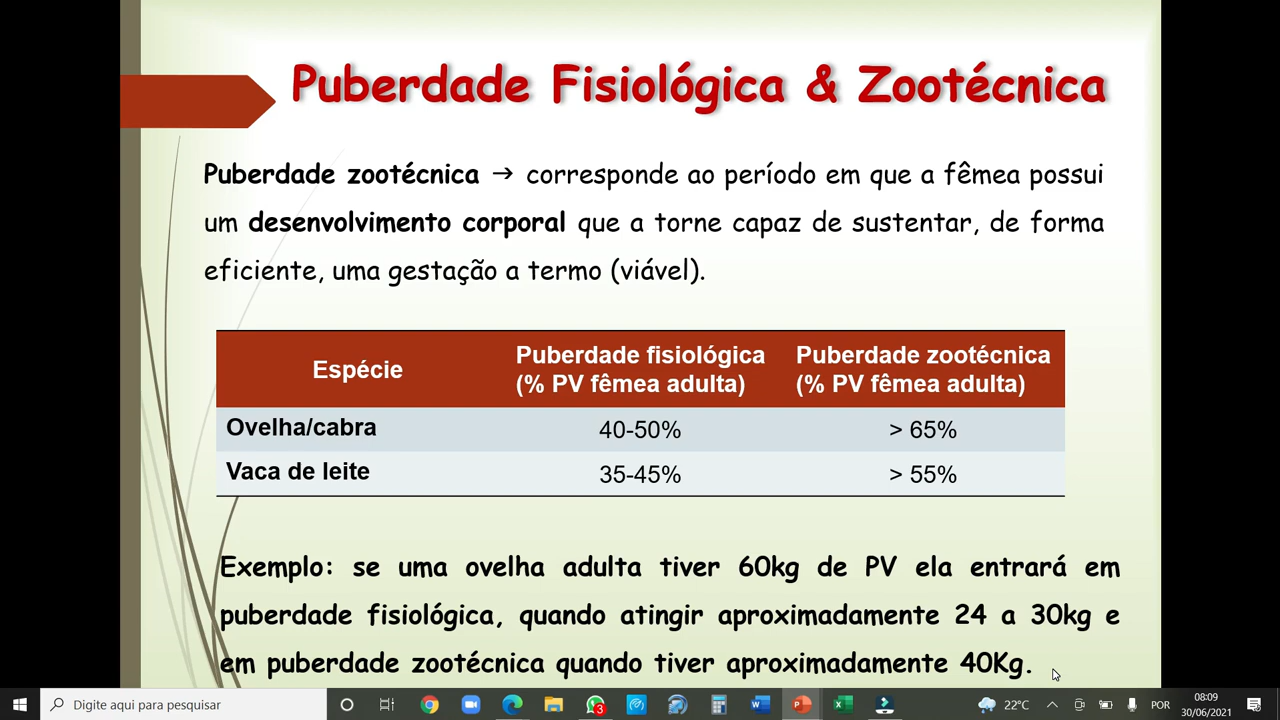 Puberdade Fisiológica & Zootécnica
Puberdade zootécnica → corresponde ao período em que a fêmea possui
um desenvolvimento corporal que a torne capaz de sustentar, de forma
eficiente, uma gestação a termo (viável).
Espécie
Puberdade fisiológica
(% PV fêmea adulta)
Puberdade zootécnica
(% PV fêmea adulta)
Ovelha/cabra
40-50%
> 65%
Vaca de leite
35-45%
> 55%
Exemplo: se uma ovelha adulta tiver 60kg de PV ela entrará em
puberdade fisiológica, quando atingir aproximadamente 24 a 30kg e
em puberdade zootécnica quando tiver aproximadamente 40Kg.
Digite aqui para pesquisar
3
22°C
POR
08:09
30/06/2021